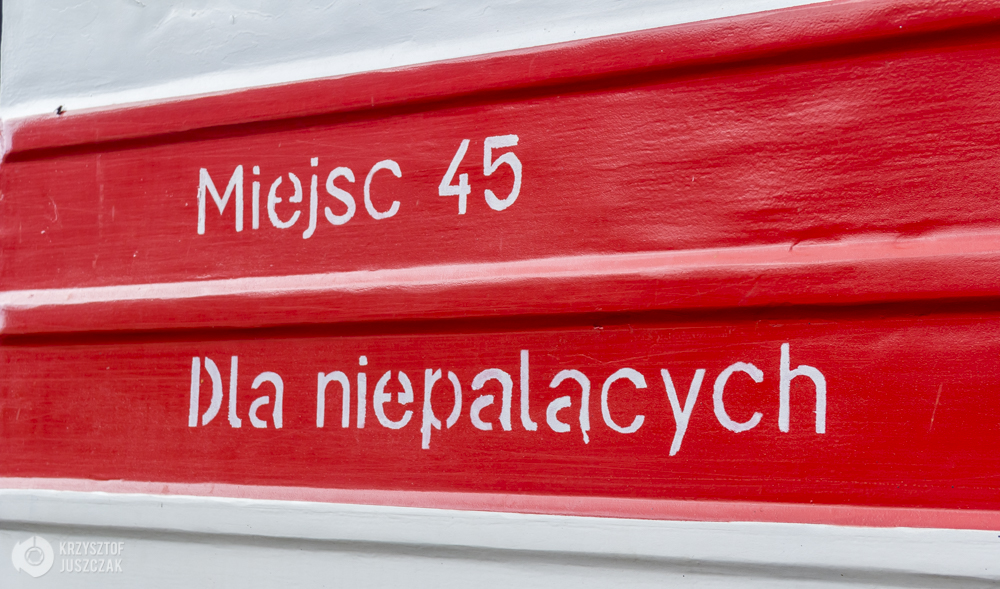 Miejsc 45
Dla niepalących
KRZYSZTOF
JUSZCZAK